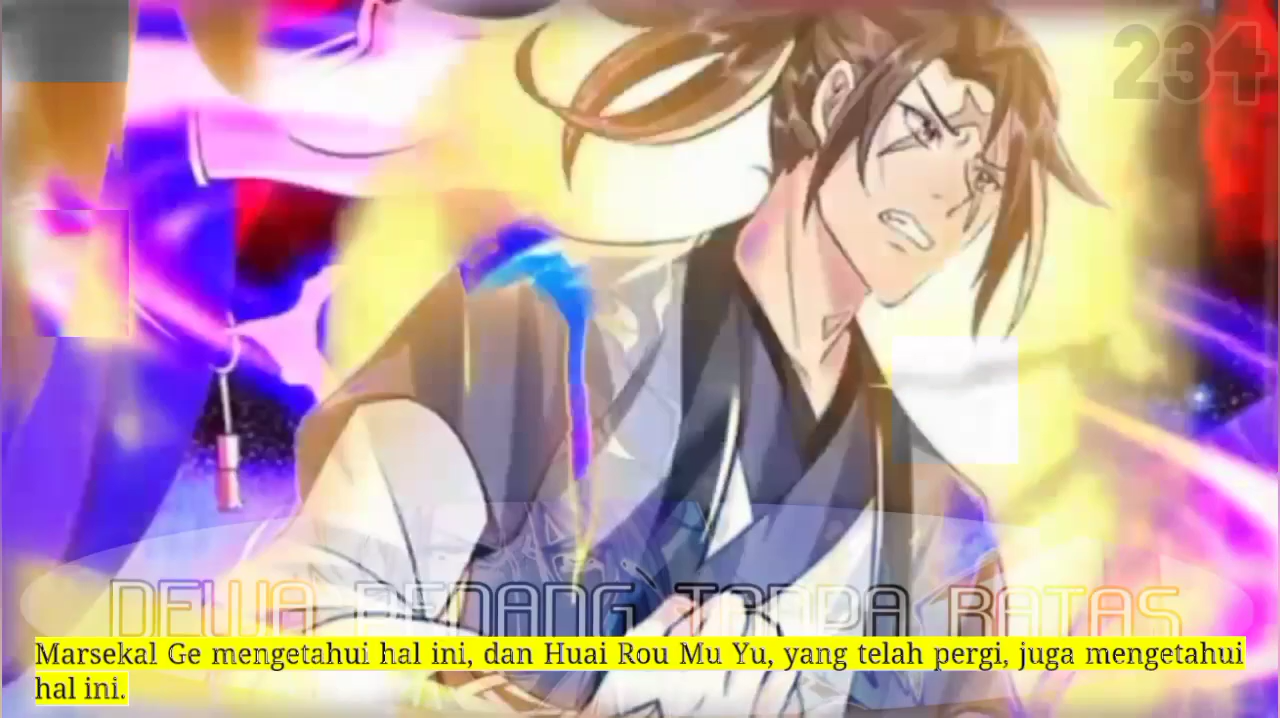 234
DEWA PEDANG TANPA BATAS
Marsekal Ge mengetahui hal ini, dan Huai Rou Mu Yu, yang telah pergi, juga mengetahui
hal ini.